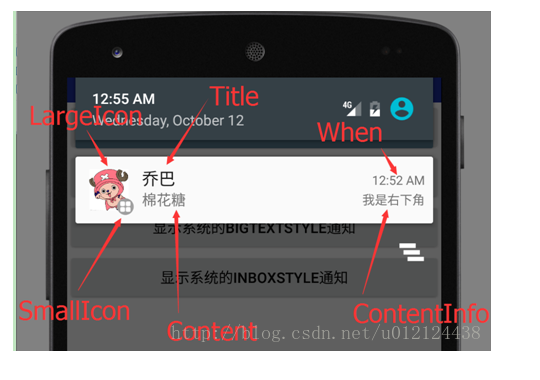 12:55 AM
Wednesday, October 12
4G
LargeIcon
Title
When
乔巴
12:52 AM
棉花糖
我是右下角
显示系统的BIGTEXTSTYLE通知
显示系统的INBOXSTYLE通知
SmallIcon
Content
ContentInfo
http://blog.csdn.net/u012124438